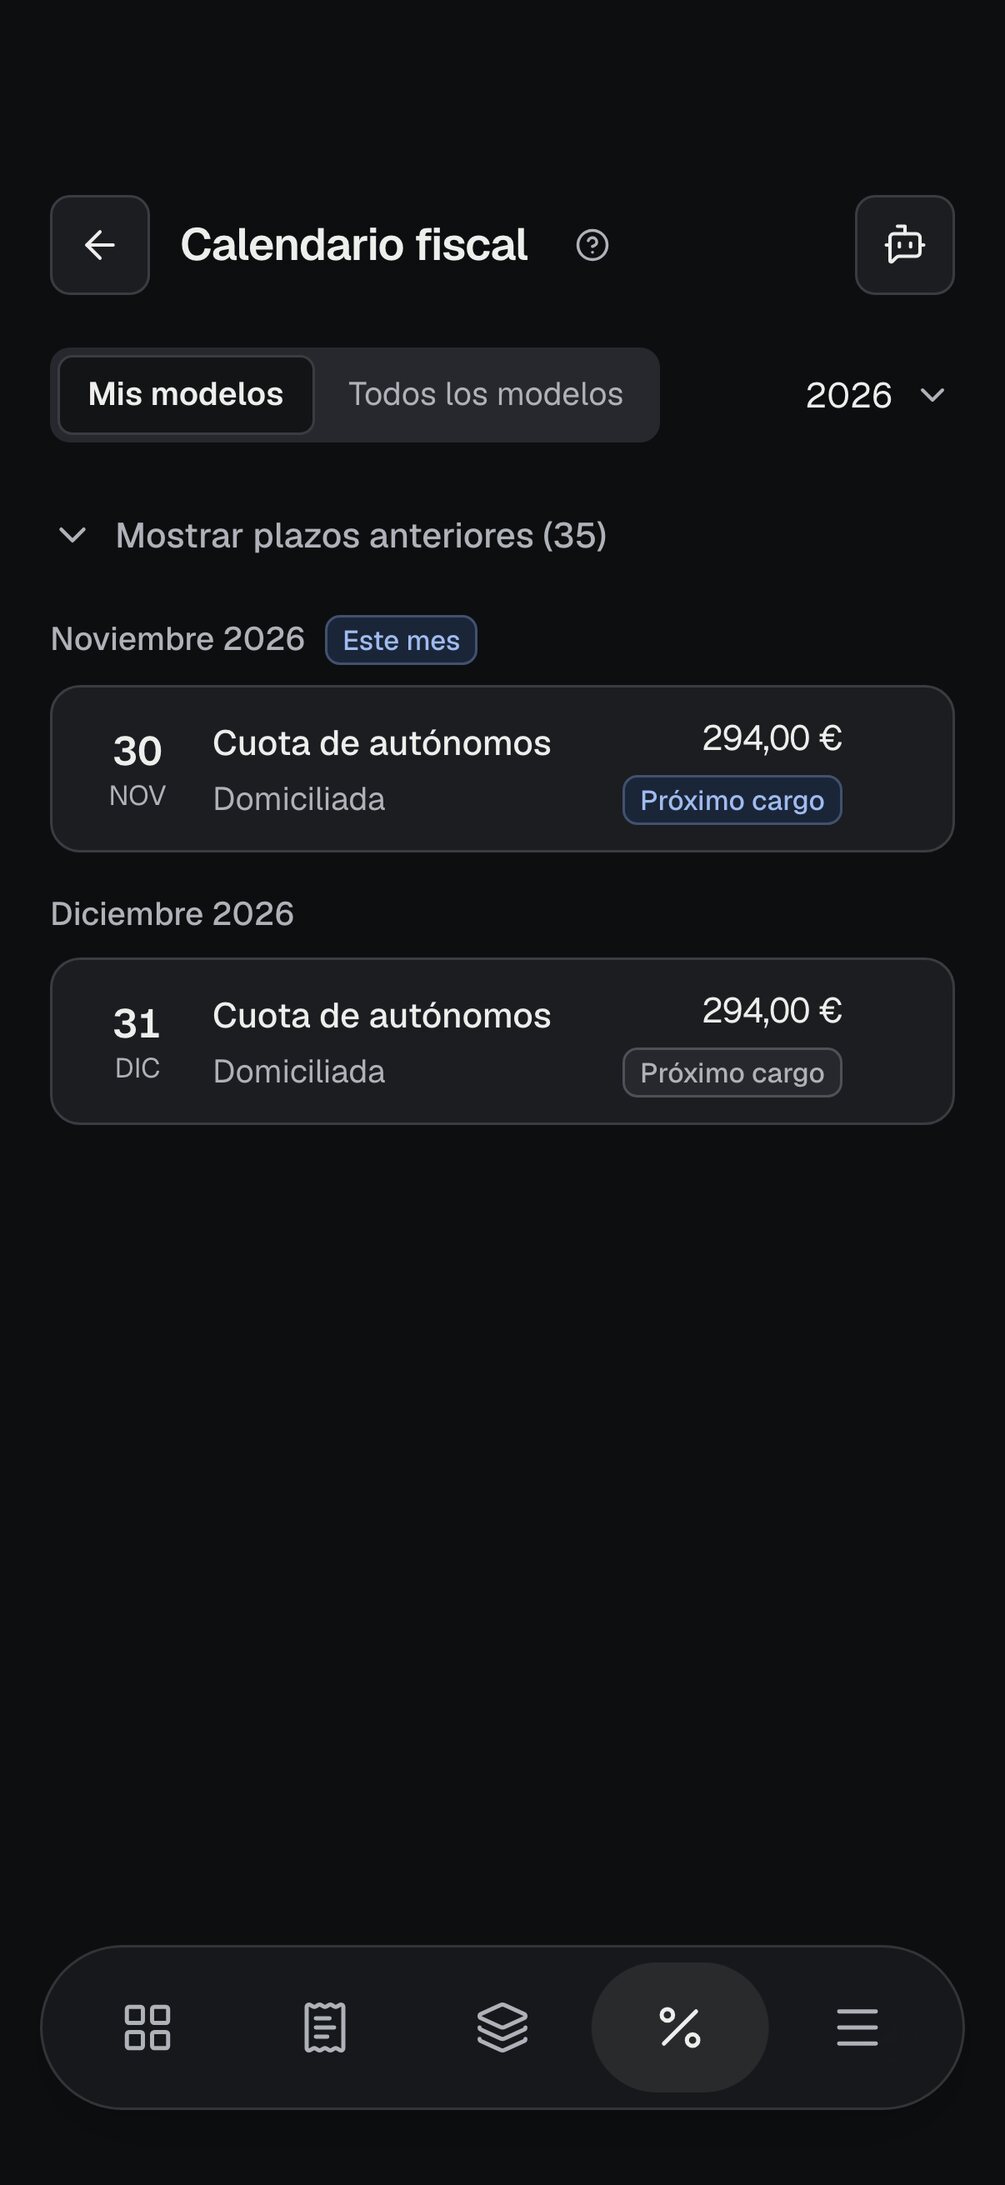 Calendario fiscal
Mis modelos
Todos los modelos
2026
Mostrar plazos anteriores (35)
Noviembre 2026
Este mes
30
NOV
Cuota de autónomos
Domiciliada
294,00 €
Próximo cargo
Diciembre 2026
31
DIC
Cuota de autónomos
Domiciliada
294,00 €
Próximo cargo